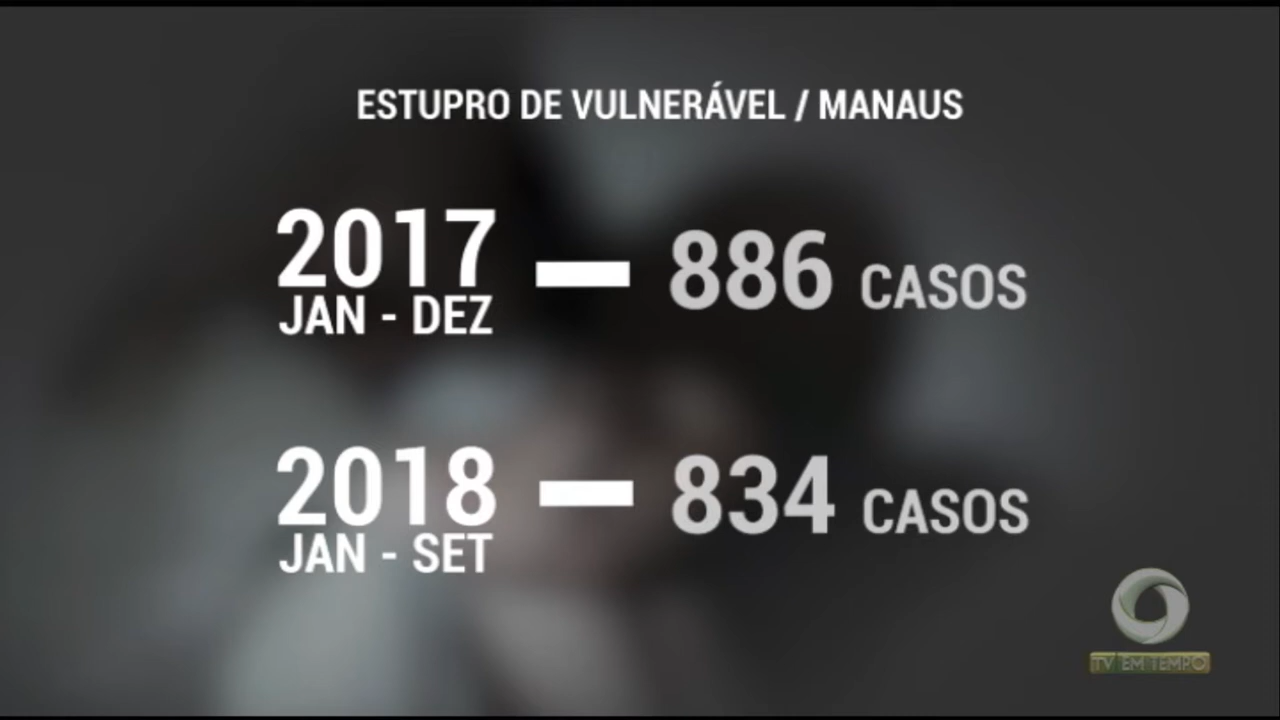 ESTUPRO DE VULNERÁVEL / MANAUS
2017 — 886 CASOS
JAN - DEZ
2018 — 834 CASOS
JAN - SET
TV EM TEMPO